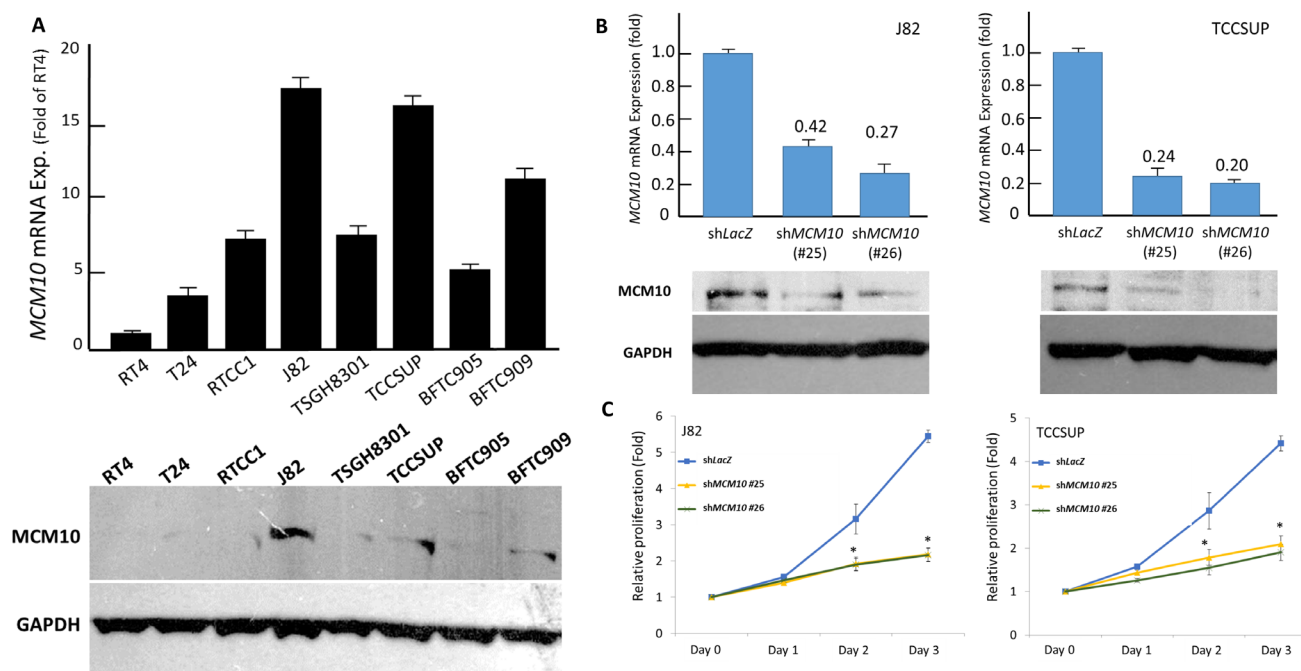 A
MCM10 mRNA Exp. (Fold of RT4)
20
15
10
5
0
RT4
T24
RTCC1
J82
TSGH8301
TCCSUP
BFTC905
BFTC909
RT4
T24
RTCC1
J82
TSGH8301
TCCSUP
BFTC905
BFTC909
MCM10
GAPDH
B
MCM10 mRNA Expression (fold)
J82
1.0
0.8
0.6
0.4
0.2
0
0.42
0.27
shLacZ
shMCM10
(#25)
shMCM10
(#26)
MCM10 mRNA Expression (fold)
TCCSUP
1.0
0.8
0.6
0.4
0.2
0
0.24
0.20
shLacZ
shMCM10
(#25)
shMCM10
(#26)
MCM10
GAPDH
C
Relative proliferation (Fold)
J82
6
5
4
3
2
1
0
shLacZ
shMCM10 #25
shMCM10 #26
*
*
Day 0
Day 1
Day 2
Day 3
Relative proliferation (Fold)
TCCSUP
5
4
3
2
1
0
shLacZ
shMCM10 #25
shMCM10 #26
*
*
Day 0
Day 1
Day 2
Day 3